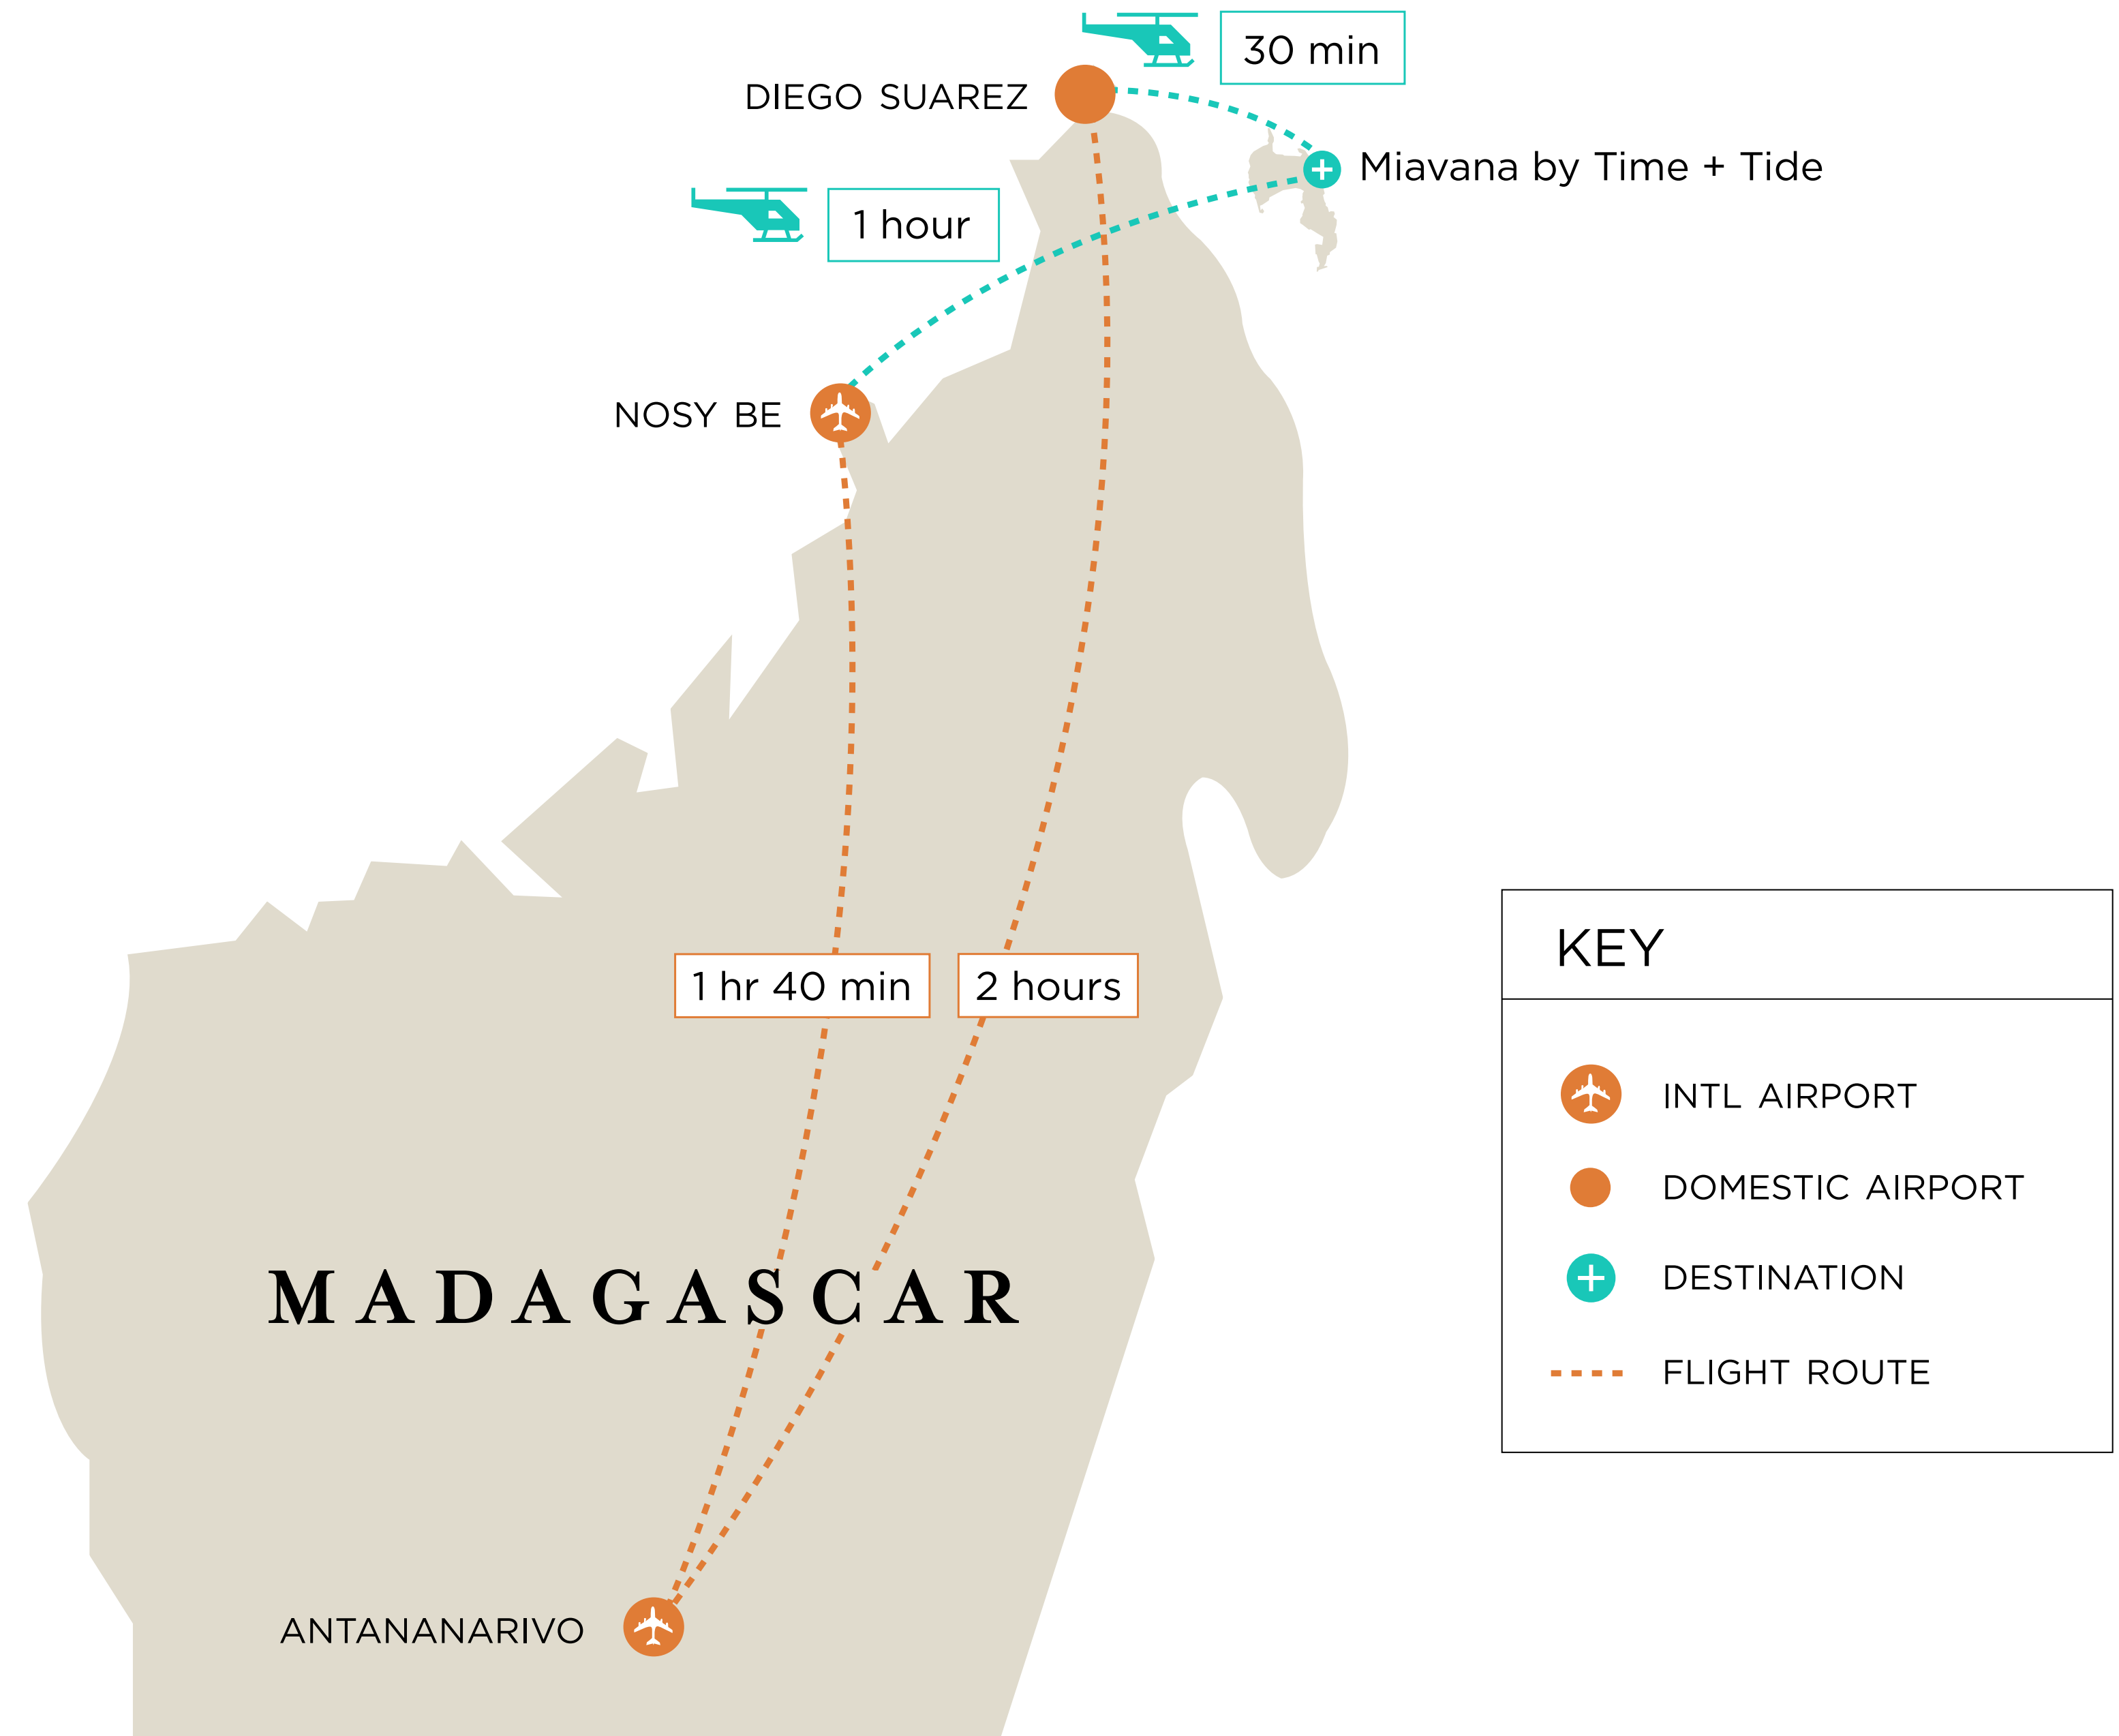 30 min
DIEGO SUAREZ
Miavana by Time + Tide
1 hour
NOSY BE
1 hr 40 min
2 hours
MADAGASCAR
ANTANANARIVO
KEY
INTL AIRPORT
DOMESTIC AIRPORT
DESTINATION
FLIGHT ROUTE